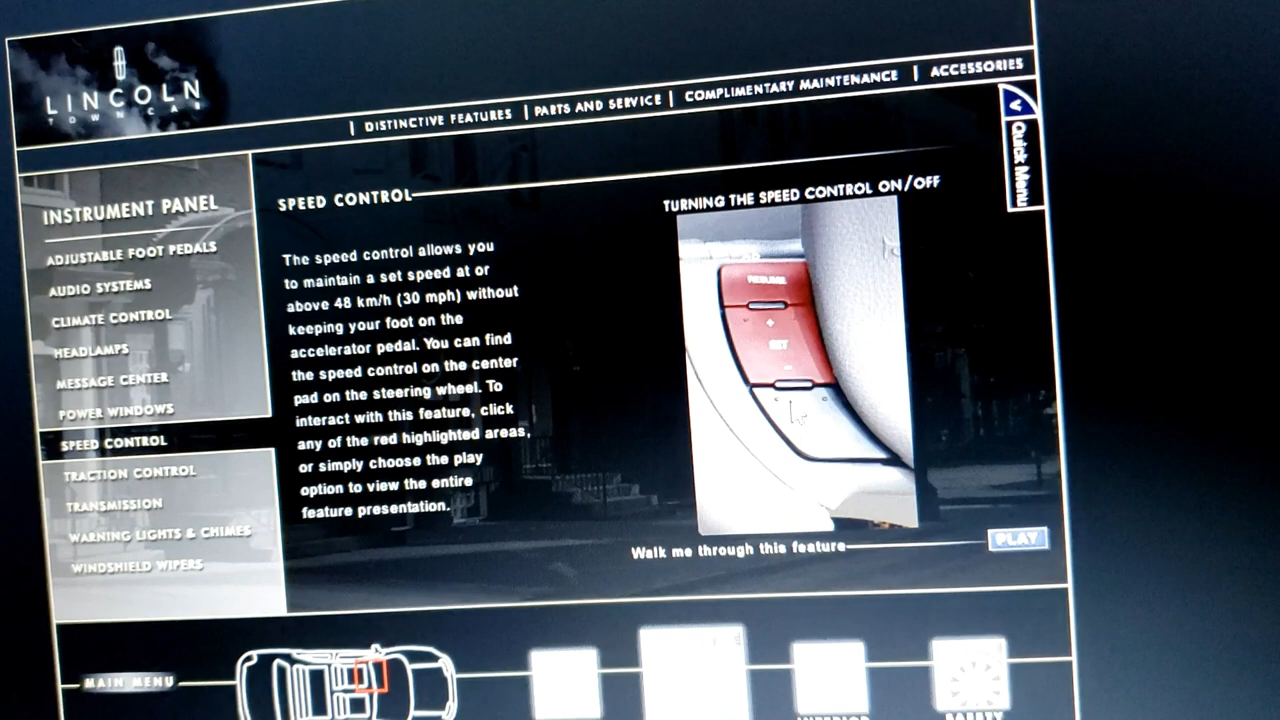 LINCOLN
TOWN CAR
| DISTINCTIVE FEATURES | PARTS AND SERVICE | COMPLIMENTARY MAINTENANCE | ACCESSORIES
Quick Menu
INSTRUMENT PANEL
ADJUSTABLE FOOT PEDALS
AUDIO SYSTEMS
CLIMATE CONTROL
HEADLAMPS
MESSAGE CENTER
POWER WINDOWS
SPEED CONTROL
TRACTION CONTROL
TRANSMISSION
WARNING LIGHTS & CHIMES
WINDSHIELD WIPERS
SPEED CONTROL
The speed control allows you
to maintain a set speed at or
above 48 km/h (30 mph) without
keeping your foot on the
accelerator pedal. You can find
the speed control on the center
pad on the steering wheel. To
interact with this feature, click
any of the red highlighted areas,
or simply choose the play
option to view the entire
feature presentation.
TURNING THE SPEED CONTROL ON/OFF
RESUME
+
SET
-
Walk me through this feature
PLAY
MAIN MENU
INTERIOR
SAFETY